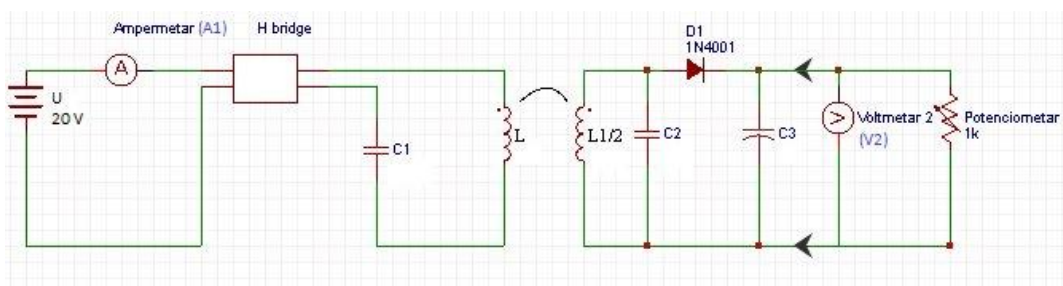 Ampermetar (A1)
H bridge
D1
1N4001
A
U
20 V
C1
L
L1/2
C2
C3
V
Voltmetar 2
(V2)
Potenciometar
1k